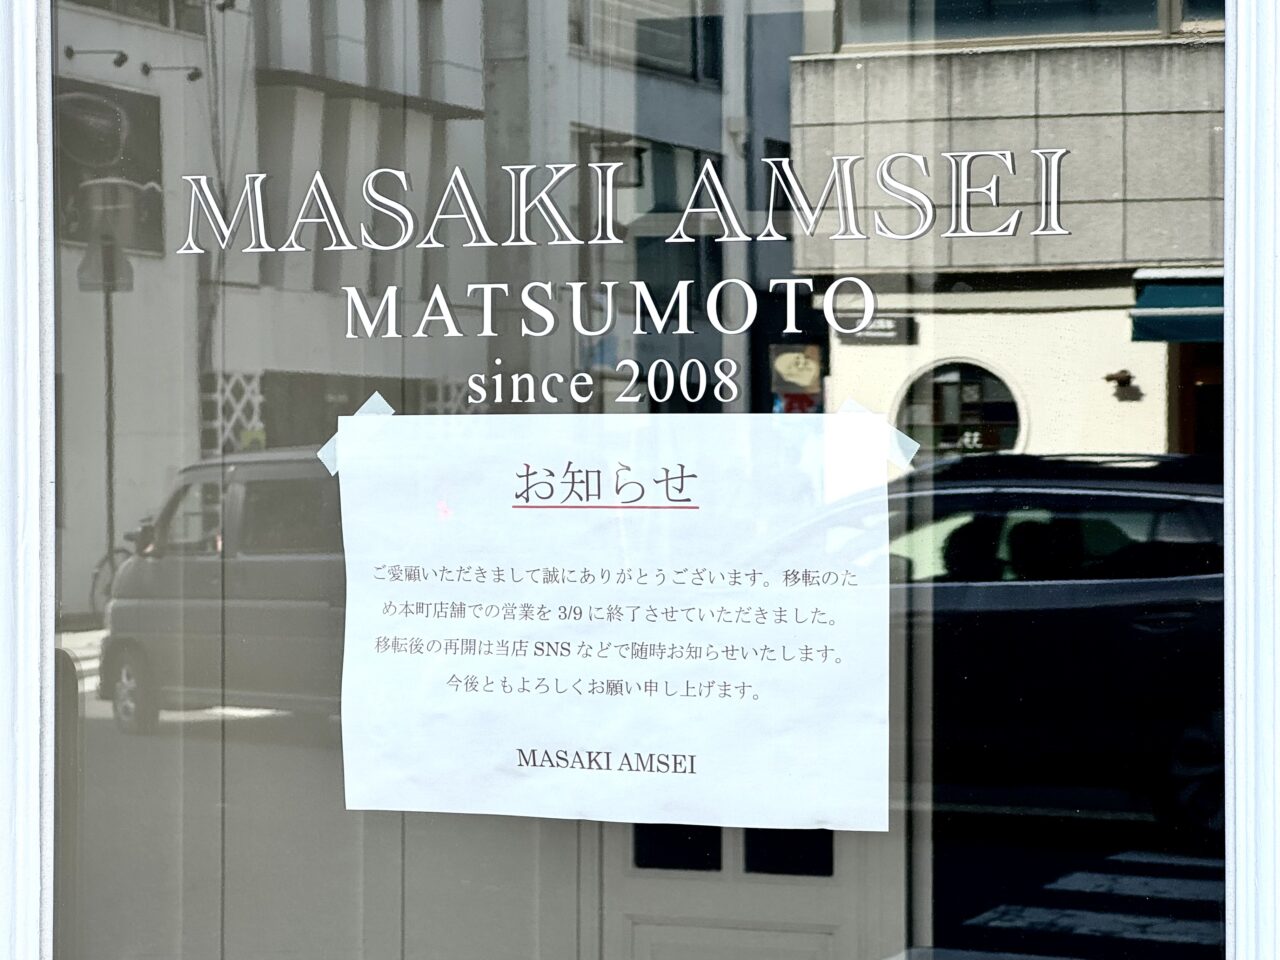 MASAKI AMSEI
MATSUMOTO
since 2008
お知らせ
ご愛顧いただきまして誠にありがとうございます。移転のた
め本町店舗での営業を 3/9 に終了させていただきました。
移転後の再開は当店 SNS などで随時お知らせいたします。
今後ともよろしくお願い申し上げます。
MASAKI AMSEI